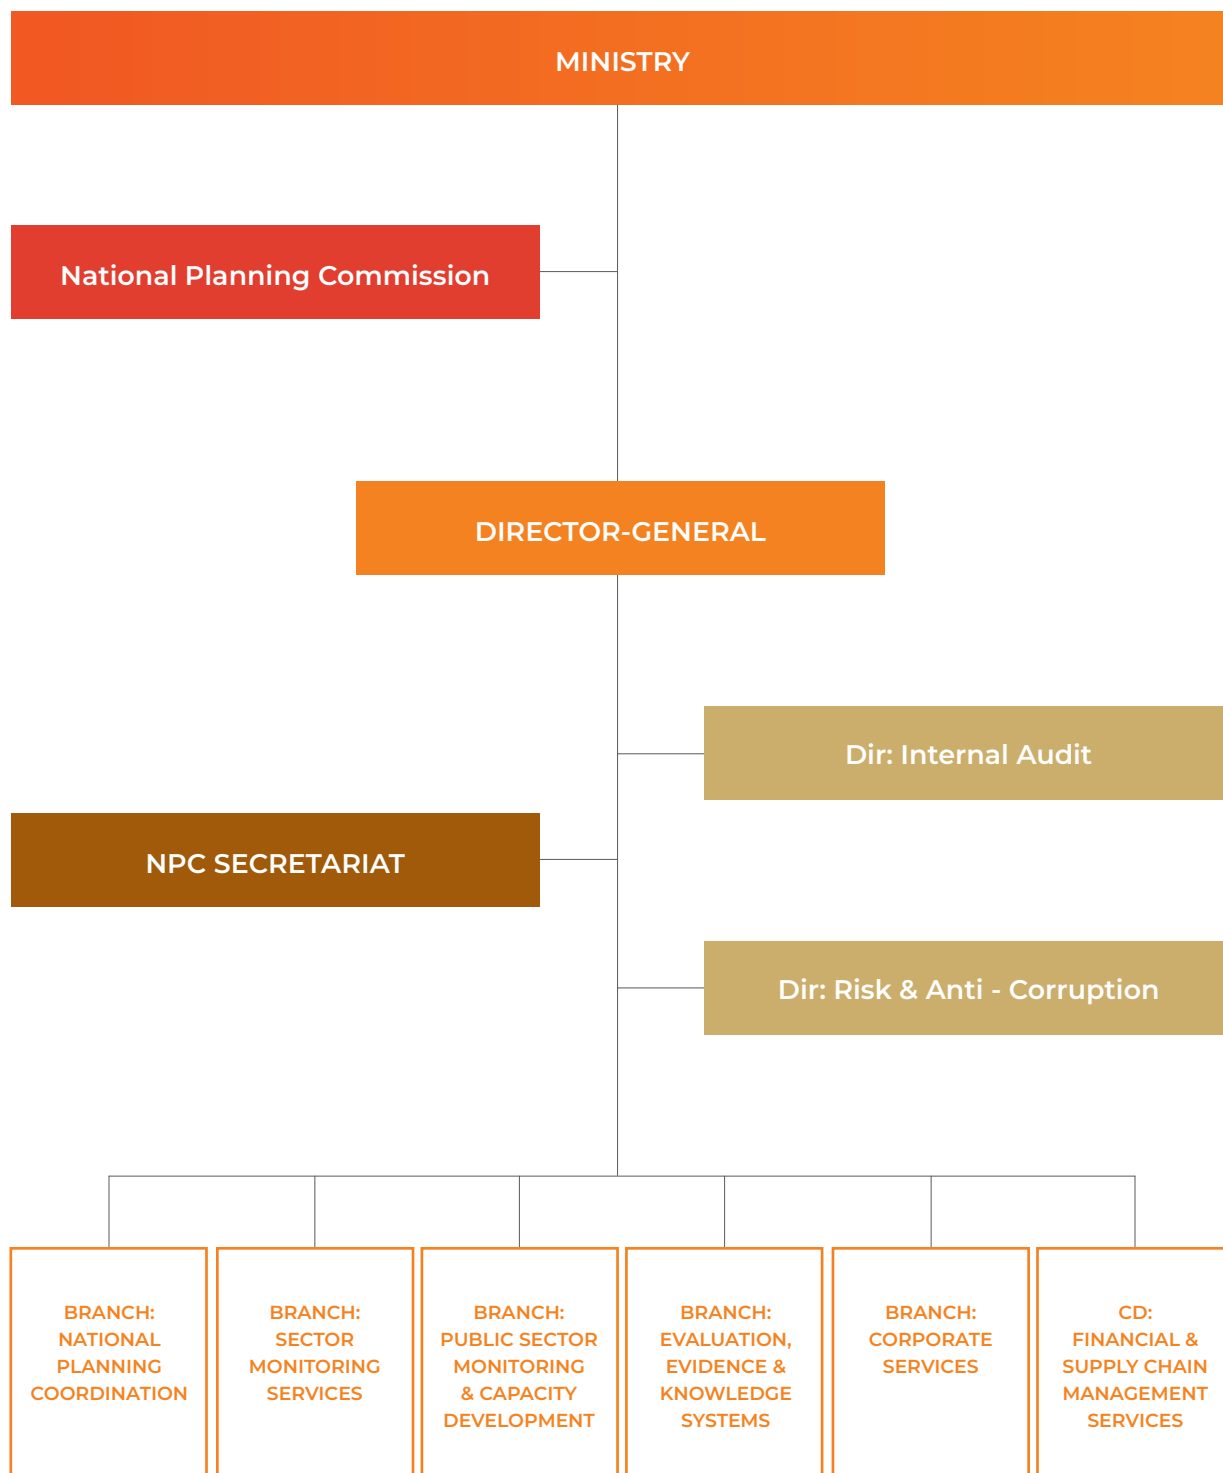 MINISTRY
National Planning Commission
DIRECTOR-GENERAL
Dir: Internal Audit
NPC SECRETARIAT
Dir: Risk & Anti - Corruption
BRANCH:
NATIONAL
PLANNING
COORDINATION
BRANCH:
SECTOR
MONITORING
SERVICES
BRANCH:
PUBLIC SECTOR
MONITORING
& CAPACITY
DEVELOPMENT
BRANCH:
EVALUATION,
EVIDENCE &
KNOWLEDGE
SYSTEMS
BRANCH:
CORPORATE
SERVICES
CD:
FINANCIAL &
SUPPLY CHAIN
MANAGEMENT
SERVICES